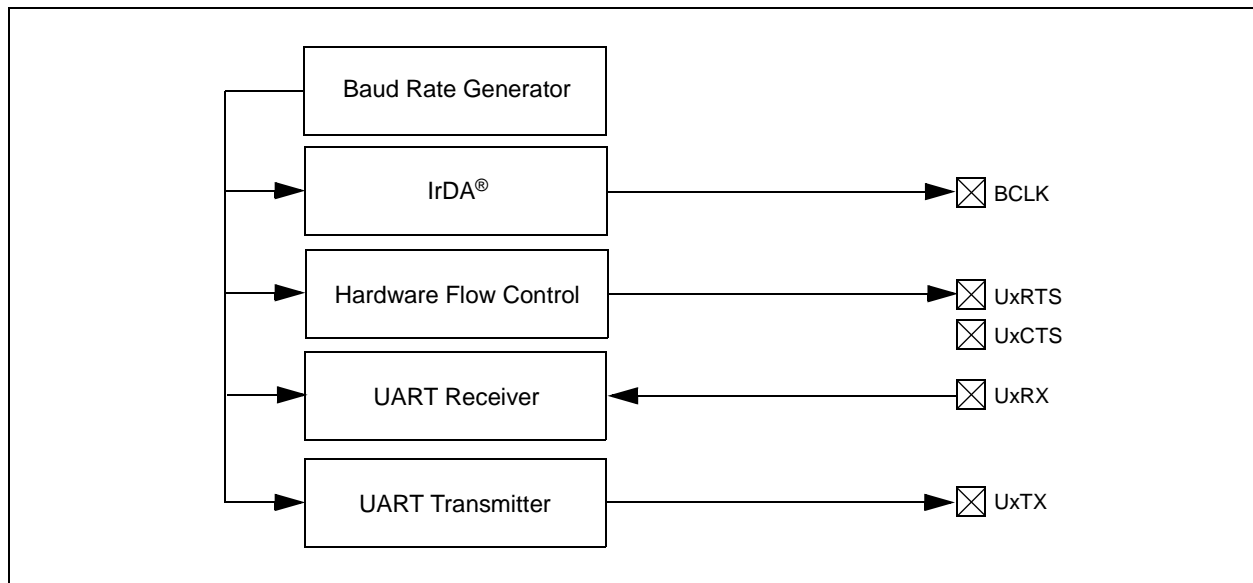 Baud Rate Generator
IrDA®
BCLK
Hardware Flow Control
UxRTS
UxCTS
UART Receiver
UxRX
UART Transmitter
UxTX